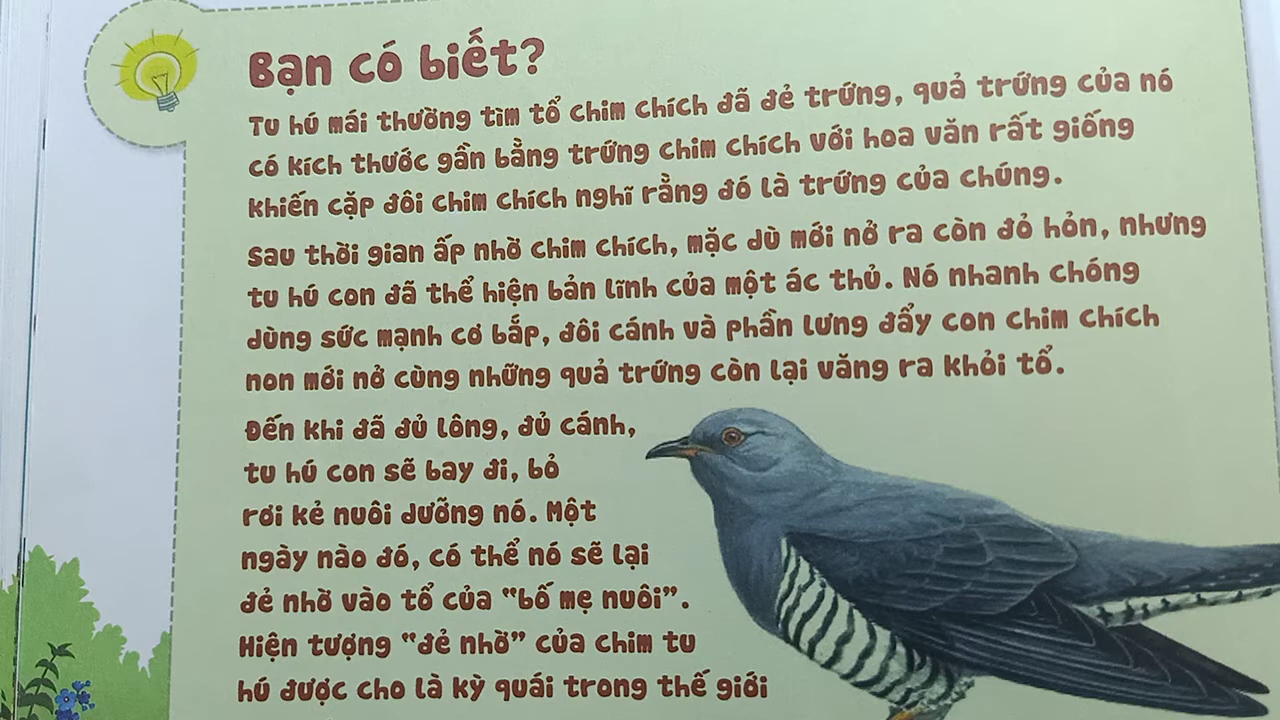 Bạn có biết?
Tu hú mái thường tìm tổ chim chích đã đẻ trứng, quả trứng của nó
có kích thước gần bằng trứng chim chích với hoa văn rất giống
khiến cặp đôi chim chích nghĩ rằng đó là trứng của chúng.
Sau thời gian ấp nhờ chim chích, mặc dù mới nở ra còn đỏ hỏn, nhưng
tu hú con đã thể hiện bản lĩnh của một ác thủ. Nó nhanh chóng
dùng sức mạnh cơ bắp, đôi cánh và phần lưng đẩy con chim chích
non mới nở cùng những quả trứng còn lại văng ra khỏi tổ.
Đến khi đã đủ lông, đủ cánh,
tu hú con sẽ bay đi, bỏ
rơi kẻ nuôi dưỡng nó. Một
ngày nào đó, có thể nó sẽ lại
đẻ nhờ vào tổ của "bố mẹ nuôi".
Hiện tượng "đẻ nhờ" của chim tu
hú được cho là kỳ quái trong thế giới